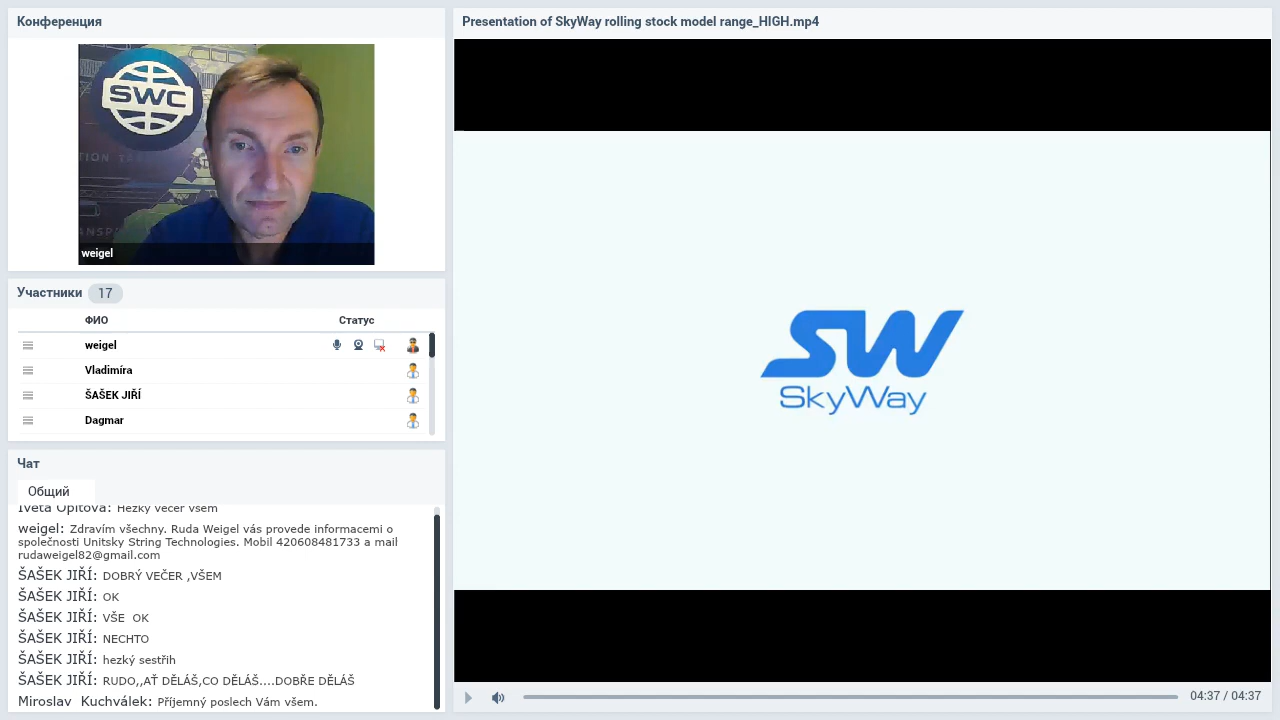 Конференция
SWC
weigel
Участники 17
ФИО Статус
weigel
Vladimíra
ŠAŠEK JIŘÍ
Dagmar
Чат
Общий
Iveta Opitova: Hezky vecer vsem
weigel: Zdravím všechny. Ruda Weigel vás provede informacemi o
společnosti Unitsky String Technologies. Mobil 420608481733 a mail
rudaweigel82@gmail.com
ŠAŠEK JIŘÍ: DOBRÝ VEČER ,VŠEM
ŠAŠEK JIŘÍ: OK
ŠAŠEK JIŘÍ: VŠE OK
ŠAŠEK JIŘÍ: NECHTO
ŠAŠEK JIŘÍ: hezký sestřih
ŠAŠEK JIŘÍ: RUDO,,AŤ DĚLÁŠ,CO DĚLÁŠ....DOBŘE DĚLÁŠ
Miroslav Kuchválek: Příjemný poslech Vám všem.
Presentation of SkyWay rolling stock model range_HIGH.mp4
SW
SkyWay
04:37 / 04:37